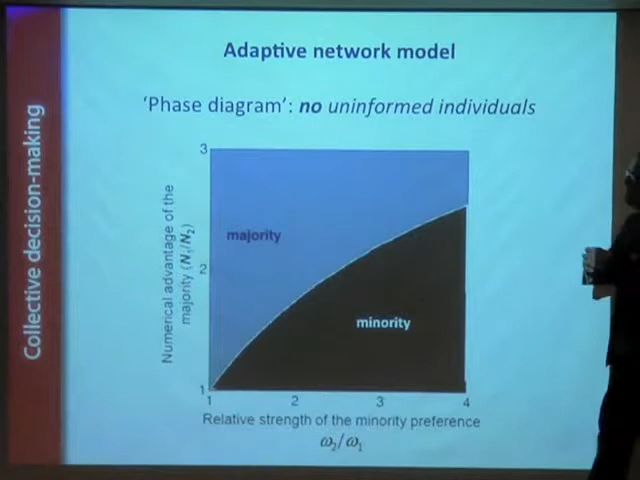 Adaptive network model
'Phase diagram': no uninformed individuals
Collective decision-making
Numerical advantage of the
majority (N₁/N₂)
3
2
1
majority
minority
1 2 3 4
Relative strength of the minority preference
ω₂/ω₁